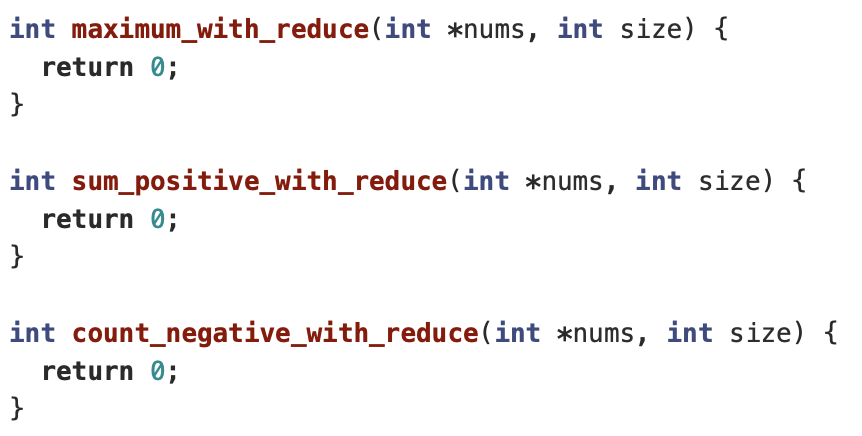 int maximum_with_reduce(int *nums, int size) {
  return 0;
}

int sum_positive_with_reduce(int *nums, int size) {
  return 0;
}

int count_negative_with_reduce(int *nums, int size) {
  return 0;
}